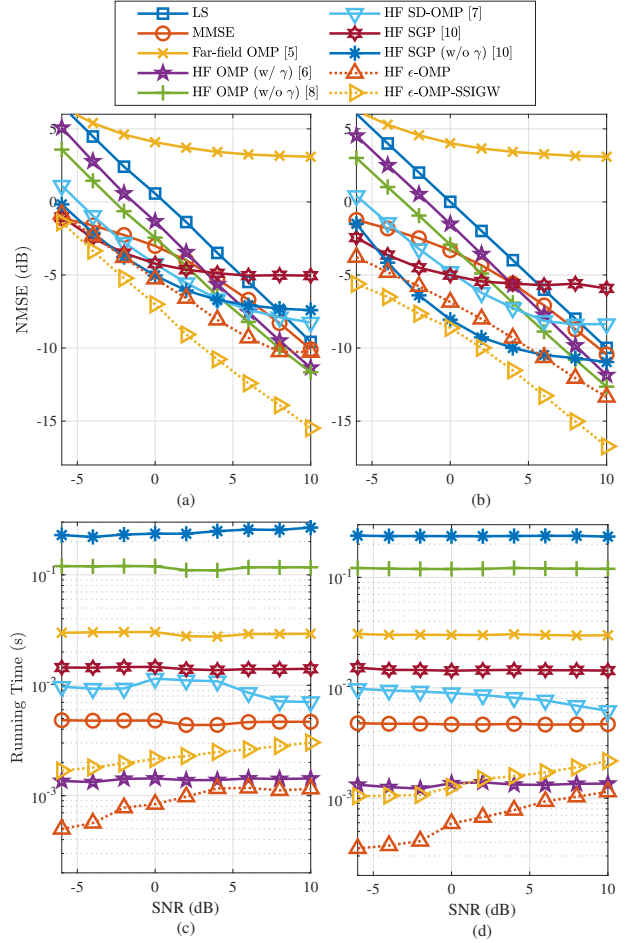 LS
MMSE
Far-field OMP [5]
HF OMP (w/ γ) [6]
HF OMP (w/o γ) [8]
HF SD-OMP [7]
HF SGP [10]
HF SGP (w/o γ) [10]
HF ϵ-OMP
HF ϵ-OMP-SSIGW
NMSE (dB)
5
0
-5
-10
-15
-5
0
5
10
(a)
5
0
-5
-10
-15
-5
0
5
10
(b)
Running Time (s)
10⁻¹
10⁻²
10⁻³
-5
0
5
10
SNR (dB)
(c)
10⁻¹
10⁻²
10⁻³
-5
0
5
10
SNR (dB)
(d)